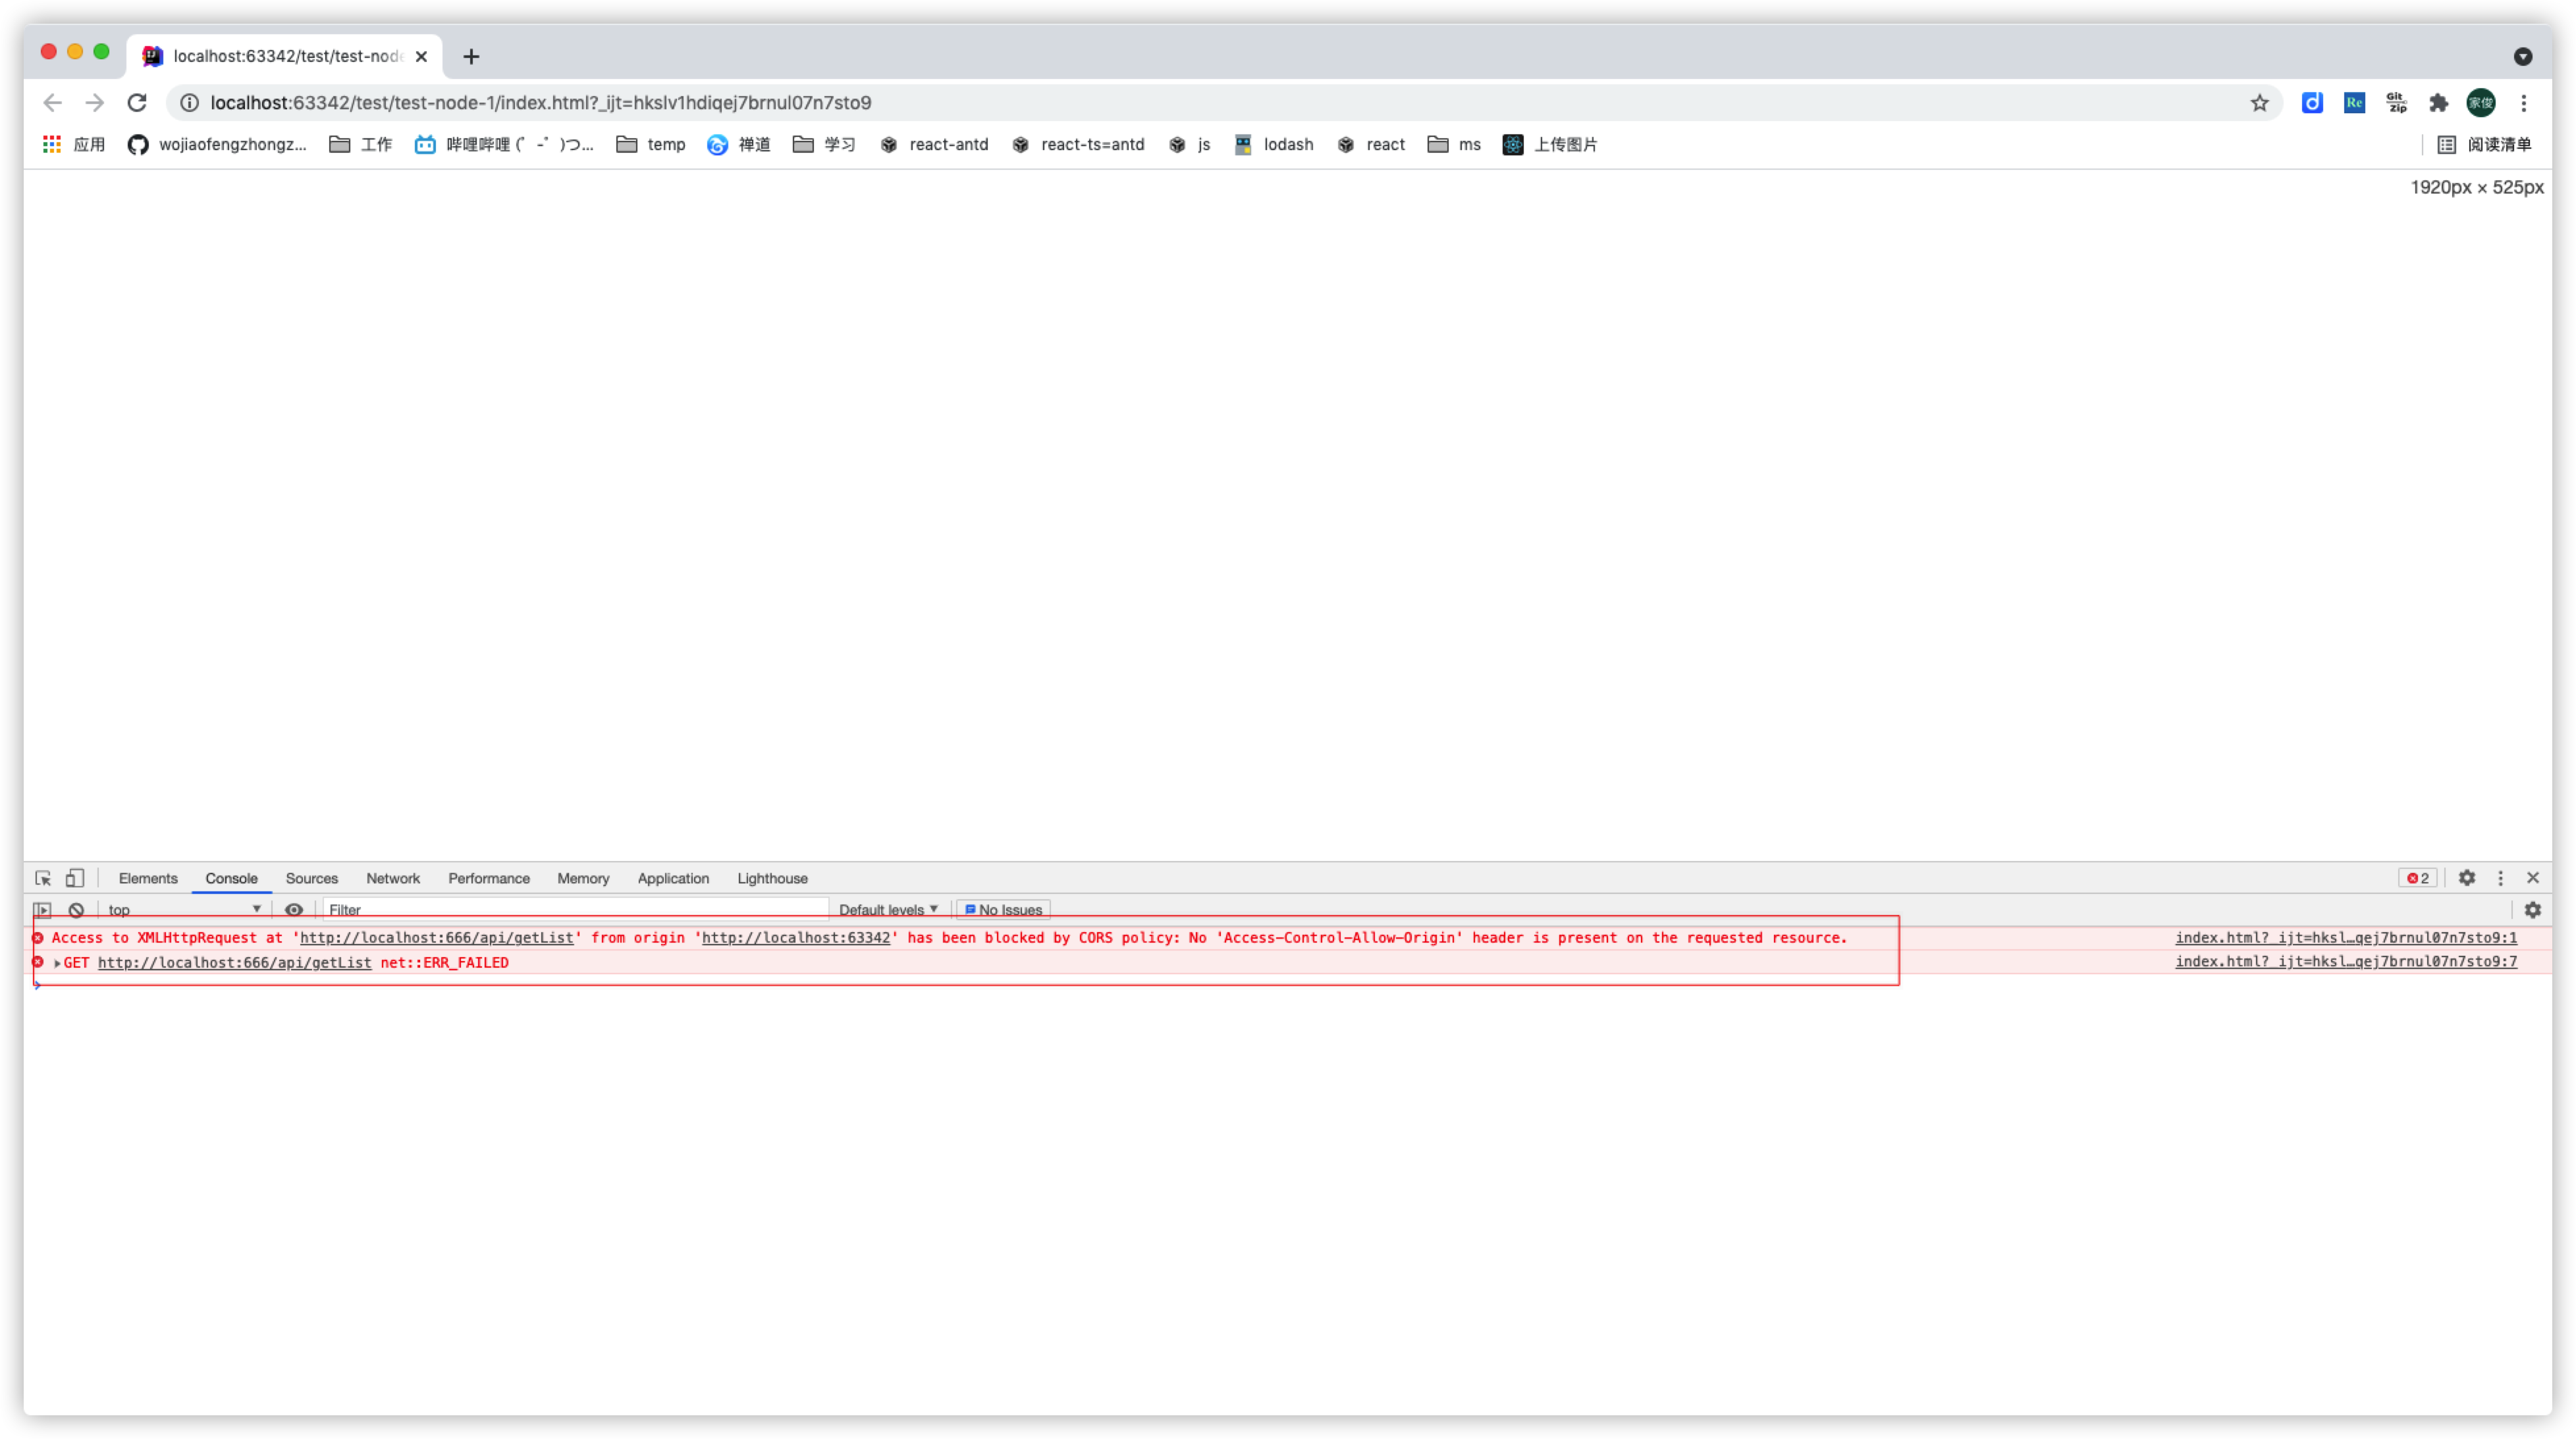 localhost:63342/test/test-node
localhost:63342/test/test-node-1/index.html?_ijt=hkslv1hdiqej7brnul07n7sto9
Re
Git Zip
家俊
应用 wojiaofengzhongz... 工作 哔哩哔哩 (゜-゜)つ... temp 禅道 学习 react-antd react-ts=antd js lodash react ms 上传图片 阅读清单
1920px × 525px
Elements Console Sources Network Performance Memory Application Lighthouse 2
top Filter Default levels No Issues
Access to XMLHttpRequest at 'http://localhost:666/api/getList' from origin 'http://localhost:63342' has been blocked by CORS policy: No 'Access-Control-Allow-Origin' header is present on the requested resource. index.html?_ijt=hksl…qej7brnul07n7sto9:1
GET http://localhost:666/api/getList net::ERR_FAILED index.html?_ijt=hksl…qej7brnul07n7sto9:7